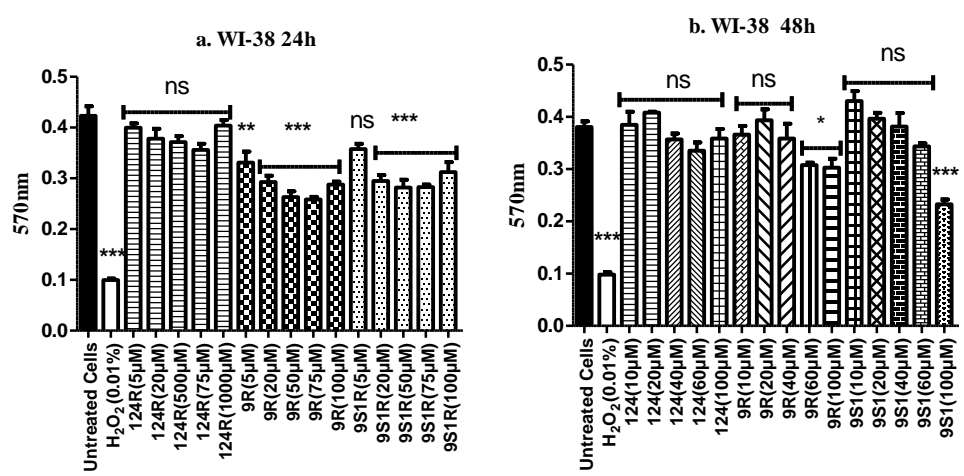 a. WI-38 24h
570nm
0.5
0.4
0.3
0.2
0.1
0.0
***
ns
**
***
ns
***
Untreated Cells
H₂O₂(0.01%)
124R(5µM)
124R(20µM)
124R(500µM)
124R(75µM)
124R(1000µM)
9R(5µM)
9R(20µM)
9R(50µM)
9R(75µM)
9R(100µM)
9S1R(5µM)
9S1R(20µM)
9S1R(50µM)
9S1R(75µM)
9S1R(100µM)
b. WI-38 48h
570nm
0.5
0.4
0.3
0.2
0.1
0.0
***
ns
ns
*
ns
***
Untreated Cells
H₂O₂(0.01%)
124(10µM)
124(20µM)
124(40µM)
124(60µM)
124(100µM)
9R(10µM)
9R(20µM)
9R(40µM)
9R(60µM)
9R(100µM)
9S1(10µM)
9S1(20µM)
9S1(40µM)
9S1(60µM)
9S1(100µM)